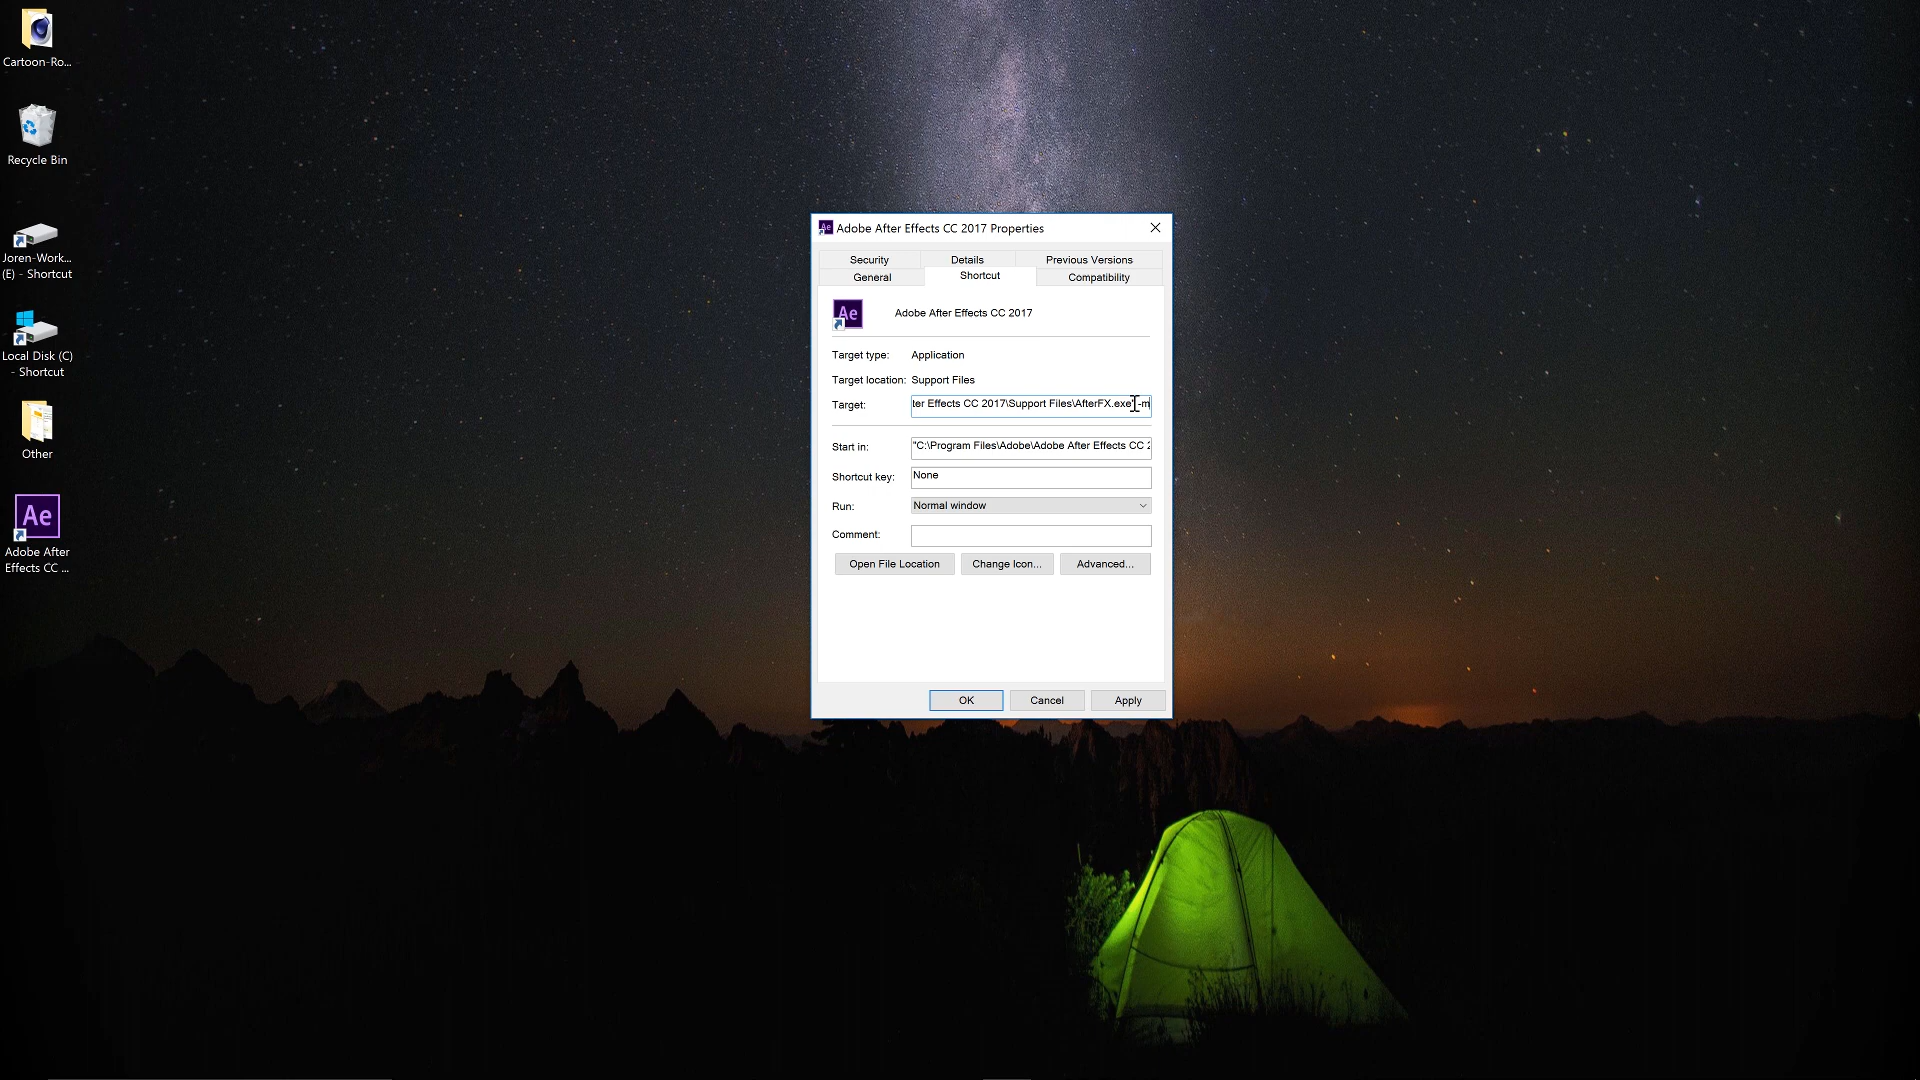 Cartoon-Ro...
Recycle Bin
Joren-Work...
(E) - Shortcut
Local Disk (C)
- Shortcut
Other
Ae
Adobe After
Effects CC ...
Ae Adobe After Effects CC 2017 Properties
Security Details Previous Versions
General Shortcut Compatibility
Ae Adobe After Effects CC 2017
Target type: Application
Target location: Support Files
Target: ter Effects CC 2017\Support Files\AfterFX.exe" -m
Start in: "C:\Program Files\Adobe\Adobe After Effects CC 2
Shortcut key: None
Run: Normal window
Comment:
Open File Location Change Icon... Advanced...
OK Cancel Apply